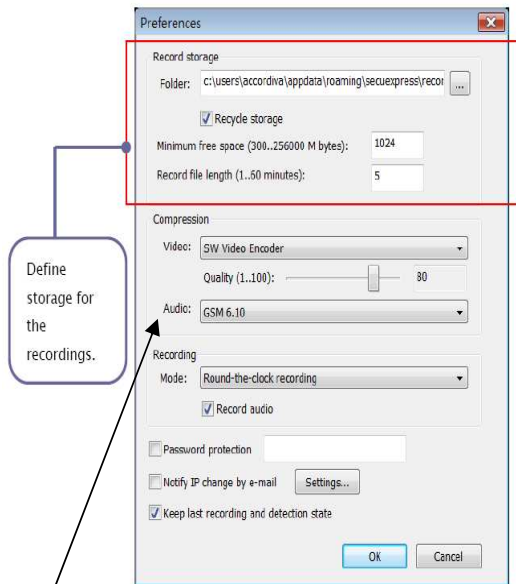 Preferences
Record storage
Folder: c:\users\accordiva\appdata\roaming\secuexpress\recor ...
Recycle storage
Minimum free space (300..256000 M bytes): 1024
Record file length (1..60 minutes): 5
Define
storage for
the
recordings.
Compression
Video: SW Video Encoder
Quality (1..100): 80
Audio: GSM 6.10
Recording
Mode: Round-the-clock recording
Record audio
Password protection
Notify IP change by e-mail Settings...
Keep last recording and detection state
OK Cancel